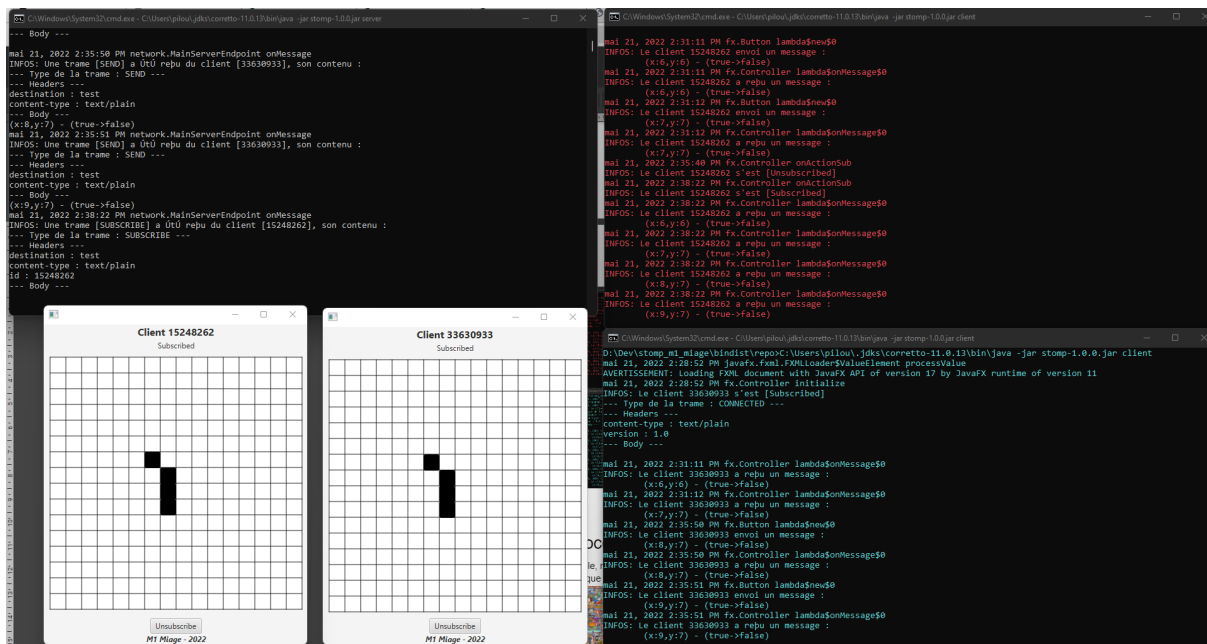 C:\Windows\System32\cmd.exe - C:\Users\pilou\.jdks\corretto-11.0.13\bin\java -jar stomp-1.0.0.jar server
--- Body ---
mai 21, 2022 2:35:50 PM network.MainServerEndpoint onMessage
INFOS: Une trame [SEND] a ÚtÚ reþu du client [33630933], son contenu :
--- Type de la trame : SEND ---
--- Headers ---
destination : test
content-type : text/plain
--- Body ---
(x:8,y:7) - (true->false)
mai 21, 2022 2:35:51 PM network.MainServerEndpoint onMessage
INFOS: Une trame [SEND] a ÚtÚ reþu du client [33630933], son contenu :
--- Type de la trame : SEND ---
--- Headers ---
destination : test
content-type : text/plain
--- Body ---
(x:9,y:7) - (true->false)
mai 21, 2022 2:38:22 PM network.MainServerEndpoint onMessage
INFOS: Une trame [SUBSCRIBE] a ÚtÚ reþu du client [15248262], son contenu :
--- Type de la trame : SUBSCRIBE ---
--- Headers ---
destination : test
content-type : text/plain
id : 15248262
--- Body ---
C:\Windows\System32\cmd.exe - C:\Users\pilou\.jdks\corretto-11.0.13\bin\java -jar stomp-1.0.0.jar client
mai 21, 2022 2:31:11 PM fx.Button lambda$new$0
INFOS: Le client 15248262 envoi un message :
(x:6,y:6) - (true->false)
mai 21, 2022 2:31:11 PM fx.Controller lambda$onMessage$0
INFOS: Le client 15248262 a reþu un message :
(x:6,y:6) - (true->false)
mai 21, 2022 2:31:12 PM fx.Button lambda$new$0
INFOS: Le client 15248262 envoi un message :
(x:7,y:7) - (true->false)
mai 21, 2022 2:31:12 PM fx.Controller lambda$onMessage$0
INFOS: Le client 15248262 a reþu un message :
(x:7,y:7) - (true->false)
mai 21, 2022 2:35:40 PM fx.Controller onActionSub
INFOS: Le client 15248262 s'est [Unsubscribed]
mai 21, 2022 2:38:22 PM fx.Controller onActionSub
INFOS: Le client 15248262 s'est [Subscribed]
mai 21, 2022 2:38:22 PM fx.Controller lambda$onMessage$0
INFOS: Le client 15248262 a reþu un message :
(x:6,y:6) - (true->false)
mai 21, 2022 2:38:22 PM fx.Controller lambda$onMessage$0
INFOS: Le client 15248262 a reþu un message :
(x:7,y:7) - (true->false)
mai 21, 2022 2:38:22 PM fx.Controller lambda$onMessage$0
INFOS: Le client 15248262 a reþu un message :
(x:8,y:7) - (true->false)
mai 21, 2022 2:38:22 PM fx.Controller lambda$onMessage$0
INFOS: Le client 15248262 a reþu un message :
(x:9,y:7) - (true->false)
Client 15248262
Subscribed
Unsubscribe
M1 Miage - 2022
Client 33630933
Subscribed
Unsubscribe
M1 Miage - 2022
C:\Windows\System32\cmd.exe - C:\Users\pilou\.jdks\corretto-11.0.13\bin\java -jar stomp-1.0.0.jar client
D:\Dev\stomp_m1_miage\bindist\repo>C:\Users\pilou\.jdks\corretto-11.0.13\bin\java -jar stomp-1.0.0.jar client
mai 21, 2022 2:28:52 PM javafx.fxml.FXMLLoader$ValueElement processValue
AVERTISSEMENT: Loading FXML document with JavaFX API of version 17 by JavaFX runtime of version 11
mai 21, 2022 2:28:52 PM fx.Controller initialize
INFOS: Le client 33630933 s'est [Subscribed]
--- Type de la trame : CONNECTED ---
--- Headers ---
content-type : text/plain
version : 1.0
--- Body ---
mai 21, 2022 2:31:11 PM fx.Controller lambda$onMessage$0
INFOS: Le client 33630933 a reþu un message :
(x:6,y:6) - (true->false)
mai 21, 2022 2:31:12 PM fx.Controller lambda$onMessage$0
INFOS: Le client 33630933 a reþu un message :
(x:7,y:7) - (true->false)
mai 21, 2022 2:35:50 PM fx.Button lambda$new$0
INFOS: Le client 33630933 envoi un message :
(x:8,y:7) - (true->false)
mai 21, 2022 2:35:50 PM fx.Controller lambda$onMessage$0
INFOS: Le client 33630933 a reþu un message :
(x:8,y:7) - (true->false)
mai 21, 2022 2:35:51 PM fx.Button lambda$new$0
INFOS: Le client 33630933 envoi un message :
(x:9,y:7) - (true->false)
mai 21, 2022 2:35:51 PM fx.Controller lambda$onMessage$0
INFOS: Le client 33630933 a reþu un message :
(x:9,y:7) - (true->false)